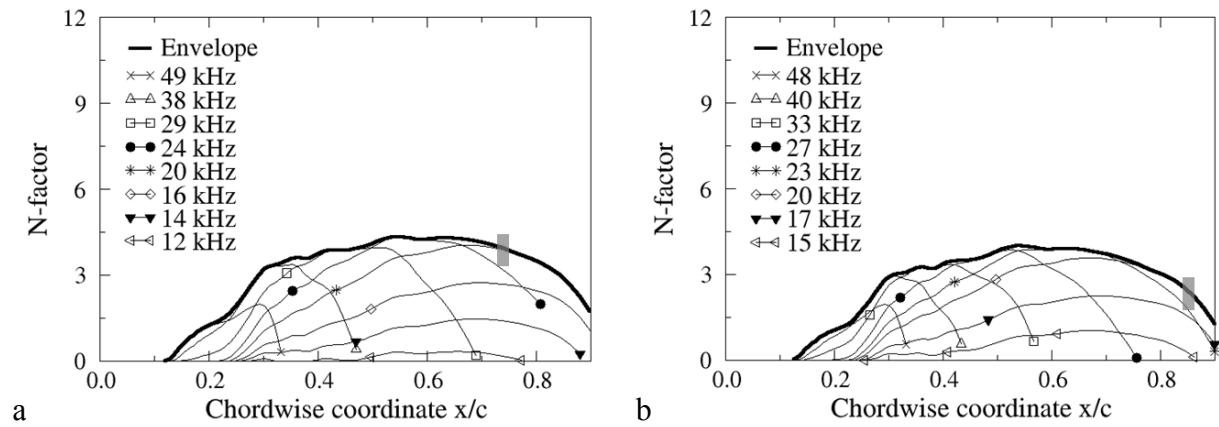 12
9
6
3
0
N-factor
Envelope
49 kHz
38 kHz
29 kHz
24 kHz
20 kHz
16 kHz
14 kHz
12 kHz
0.0 0.2 0.4 0.6 0.8
Chordwise coordinate x/c
a
12
9
6
3
0
N-factor
Envelope
48 kHz
40 kHz
33 kHz
27 kHz
23 kHz
20 kHz
17 kHz
15 kHz
0.0 0.2 0.4 0.6 0.8
Chordwise coordinate x/c
b